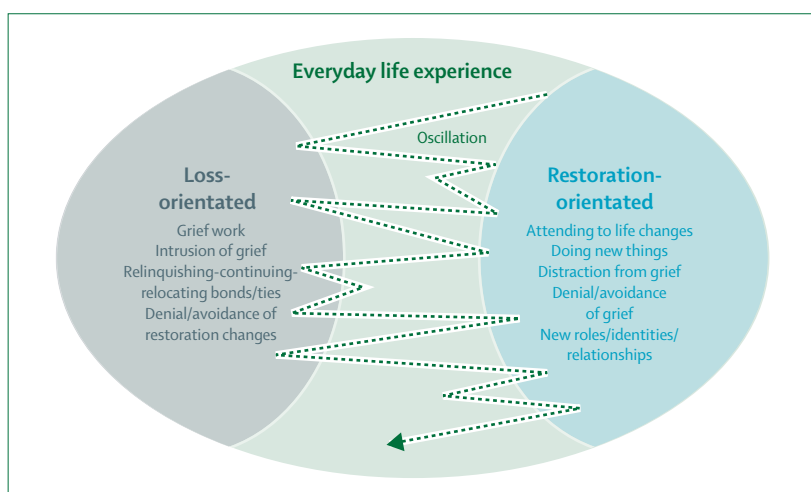 Everyday life experience
Oscillation
Loss-
orientated
Grief work
Intrusion of grief
Relinquishing-continuing-
relocating bonds/ties
Denial/avoidance of
restoration changes
Restoration-
orientated
Attending to life changes
Doing new things
Distraction from grief
Denial/avoidance
of grief
New roles/identities/
relationships